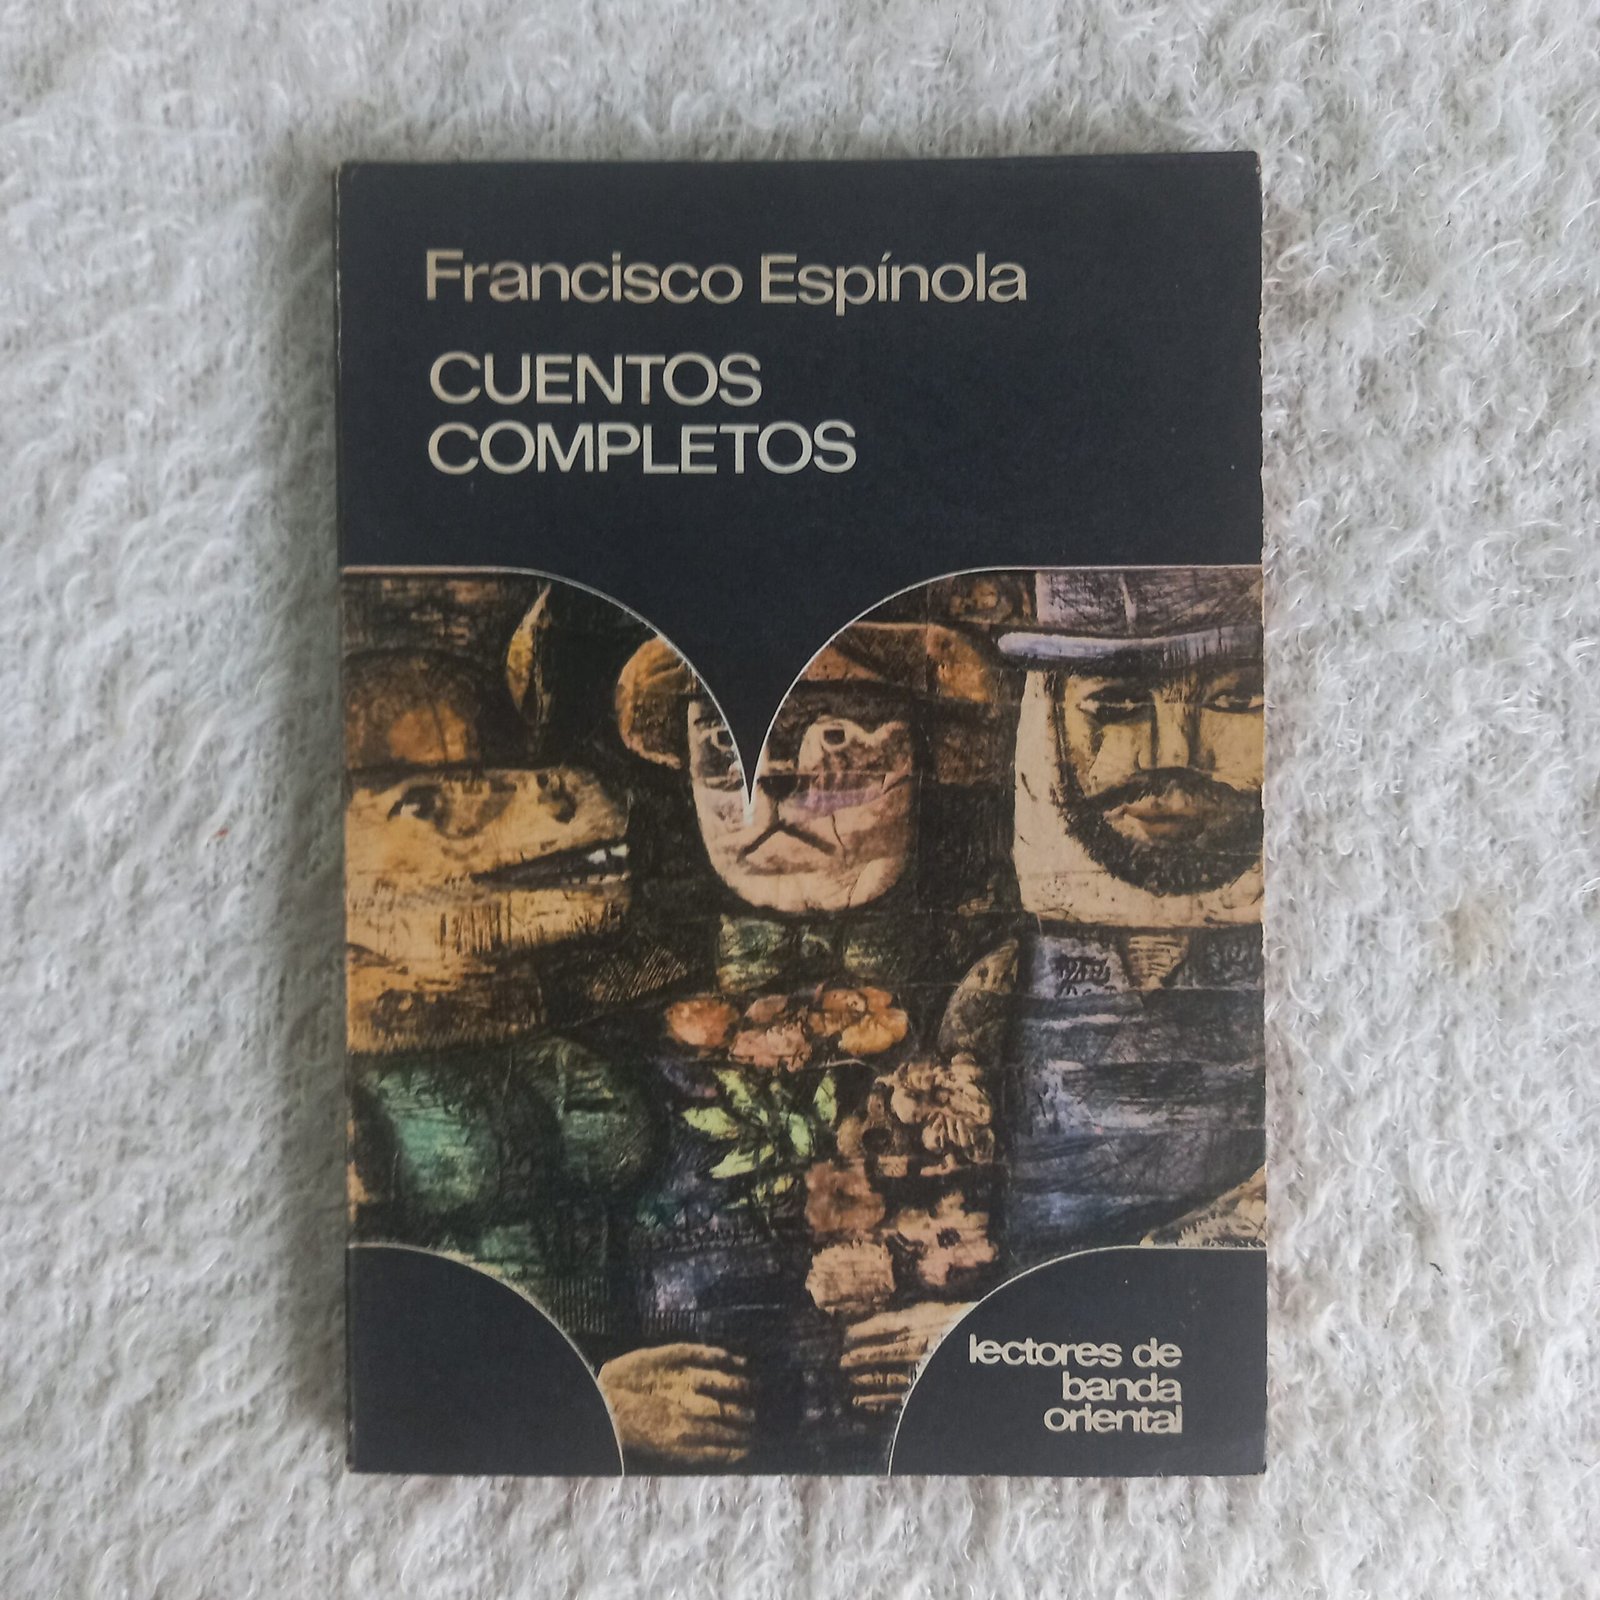 Francisco Espínola
CUENTOS
COMPLETOS
lectores de
banda
oriental